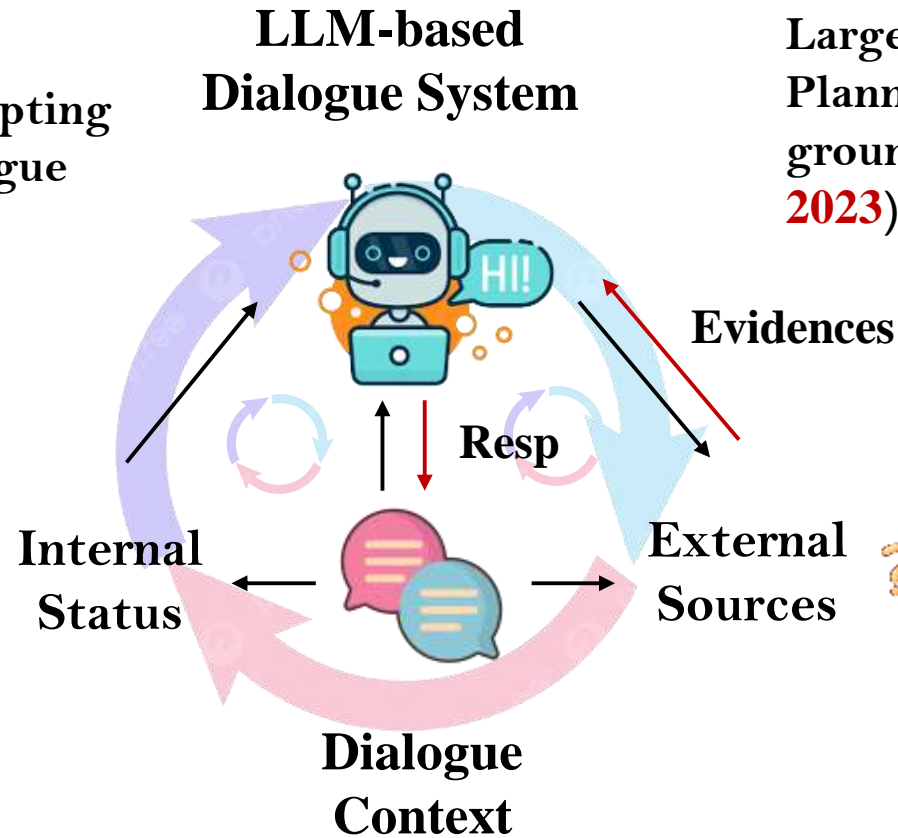 LLM-based
Dialogue System
pting
gue
Large
Plann
groun
2023)
HI!
Evidences
Resp
Internal
Status
External
Sources
Dialogue
Context